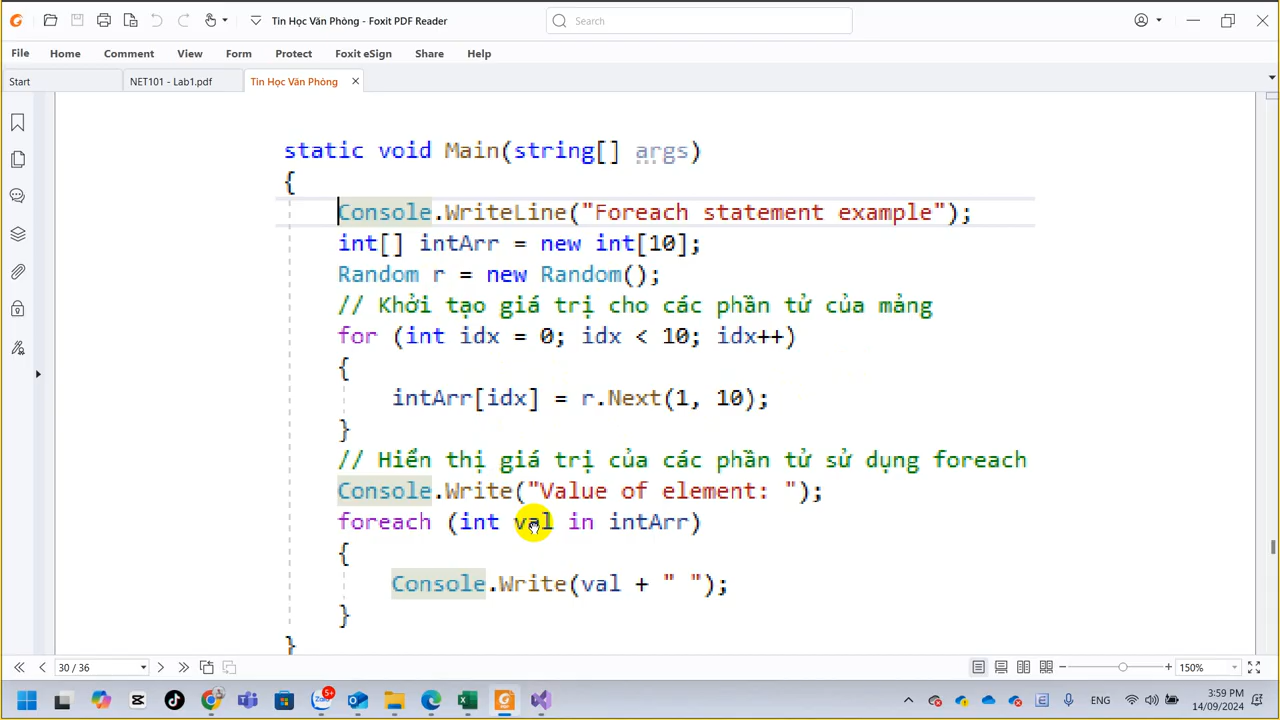 Tin Học Văn Phòng - Foxit PDF Reader
Search
File Home Comment View Form Protect Foxit eSign Share Help
Start NET101 - Lab1.pdf Tin Học Văn Phòng
static void Main(string[] args)
{
Console.WriteLine("Foreach statement example");
int[] intArr = new int[10];
Random r = new Random();
// Khởi tạo giá trị cho các phần tử của mảng
for (int idx = 0; idx < 10; idx++)
{
intArr[idx] = r.Next(1, 10);
}
// Hiển thị giá trị của các phần tử sử dụng foreach
Console.Write("Value of element: ");
foreach (int val in intArr)
{
Console.Write(val + " ");
}
}
30 / 36
150%
Zalo 5+
ENG
3:59 PM
14/09/2024